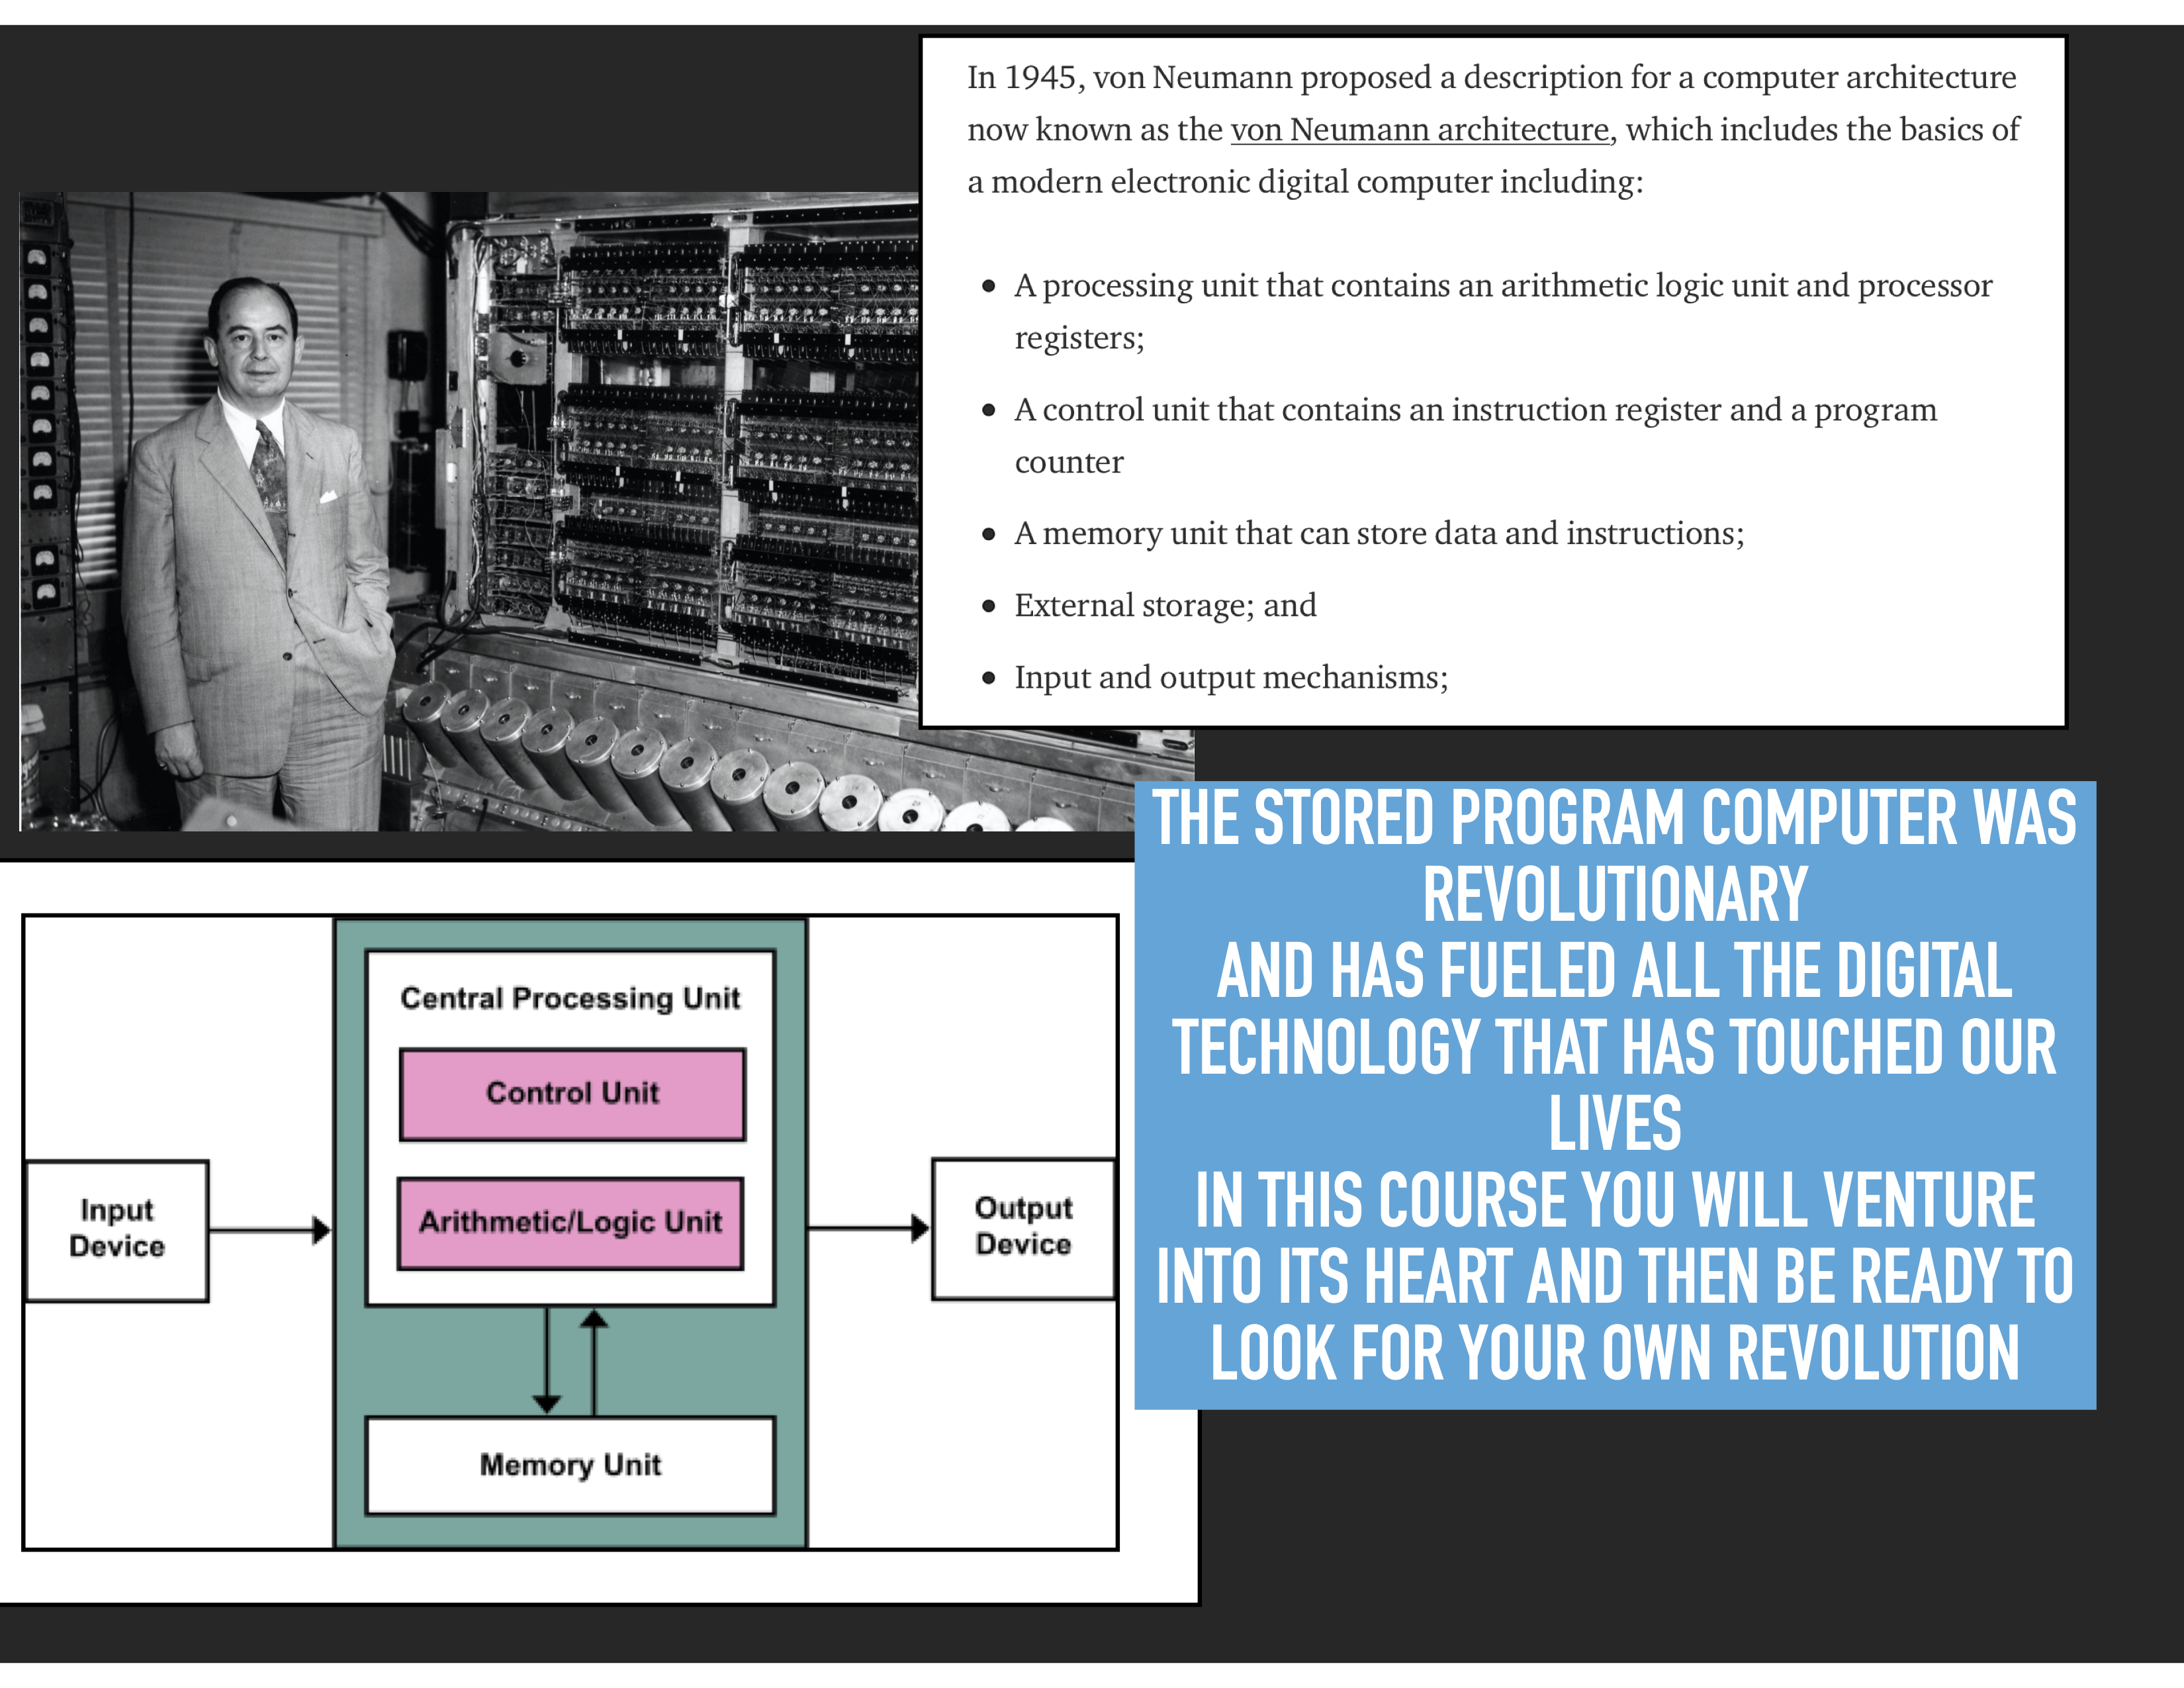 In 1945, von Neumann proposed a description for a computer architecture
now known as the von Neumann architecture, which includes the basics of
a modern electronic digital computer including:
• A processing unit that contains an arithmetic logic unit and processor
registers;
• A control unit that contains an instruction register and a program
counter
• A memory unit that can store data and instructions;
• External storage; and
• Input and output mechanisms;
THE STORED PROGRAM COMPUTER WAS
REVOLUTIONARY
AND HAS FUELED ALL THE DIGITAL
TECHNOLOGY THAT HAS TOUCHED OUR
LIVES
IN THIS COURSE YOU WILL VENTURE
INTO ITS HEART AND THEN BE READY TO
LOOK FOR YOUR OWN REVOLUTION
Central Processing Unit
Control Unit
Arithmetic/Logic Unit
Input
Device
Output
Device
Memory Unit